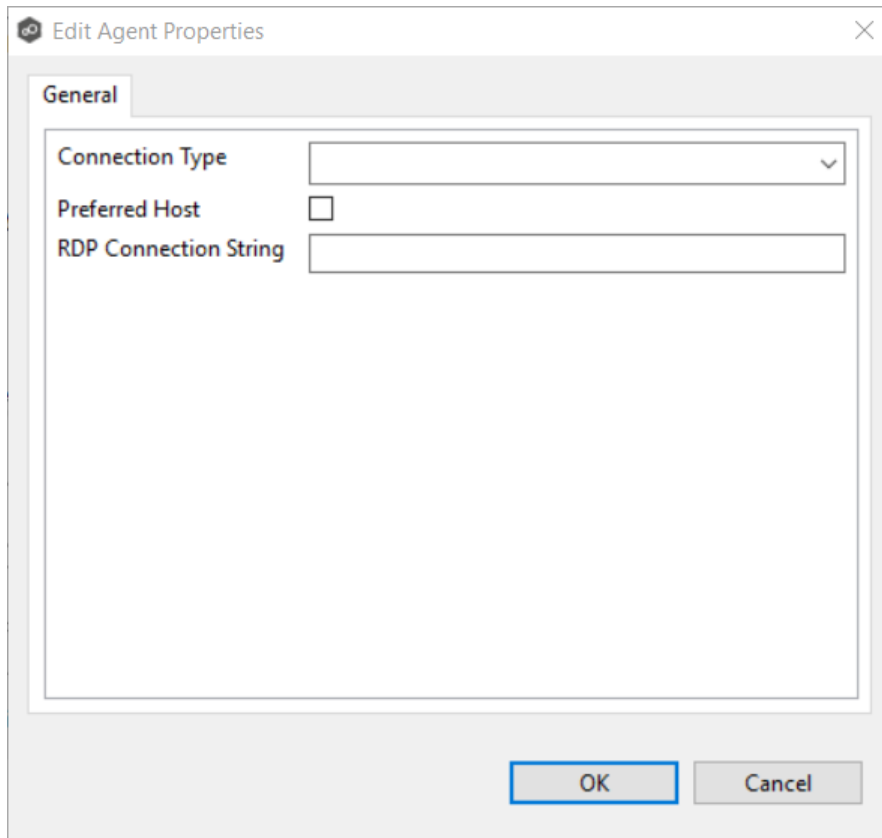 Edit Agent Properties
General
Connection Type
Preferred Host
RDP Connection String
OK Cancel